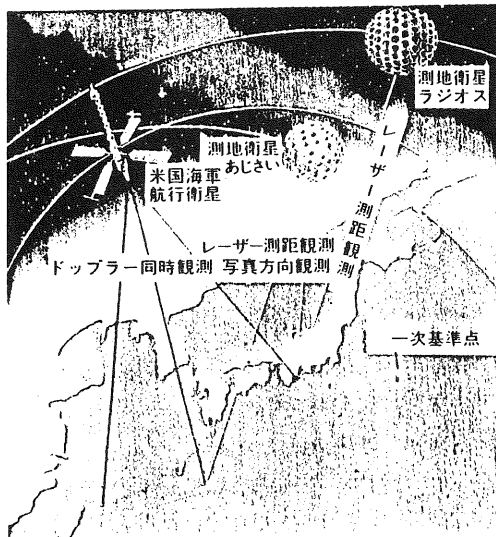 測地衛星
ラジオス
測地衛星
あじさい
米国海軍
航行衛星
レーザー測距観測
レーザー測距観測
ドップラー同時観測 写真方向観測
一次基準点